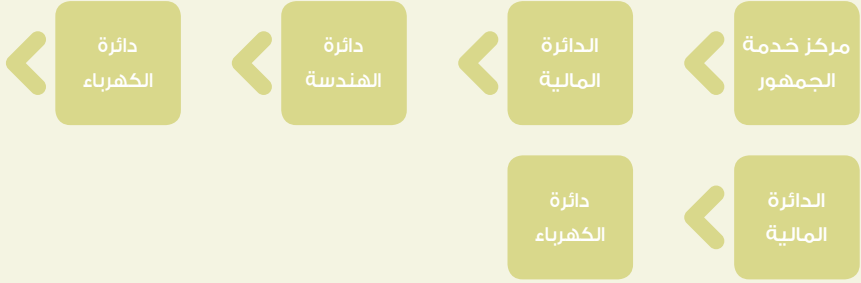 مركز خدمة
الجمهور
الدائرة
المالية
دائرة
الهندسة
دائرة
الكهرباء
الدائرة
المالية
دائرة
الكهرباء